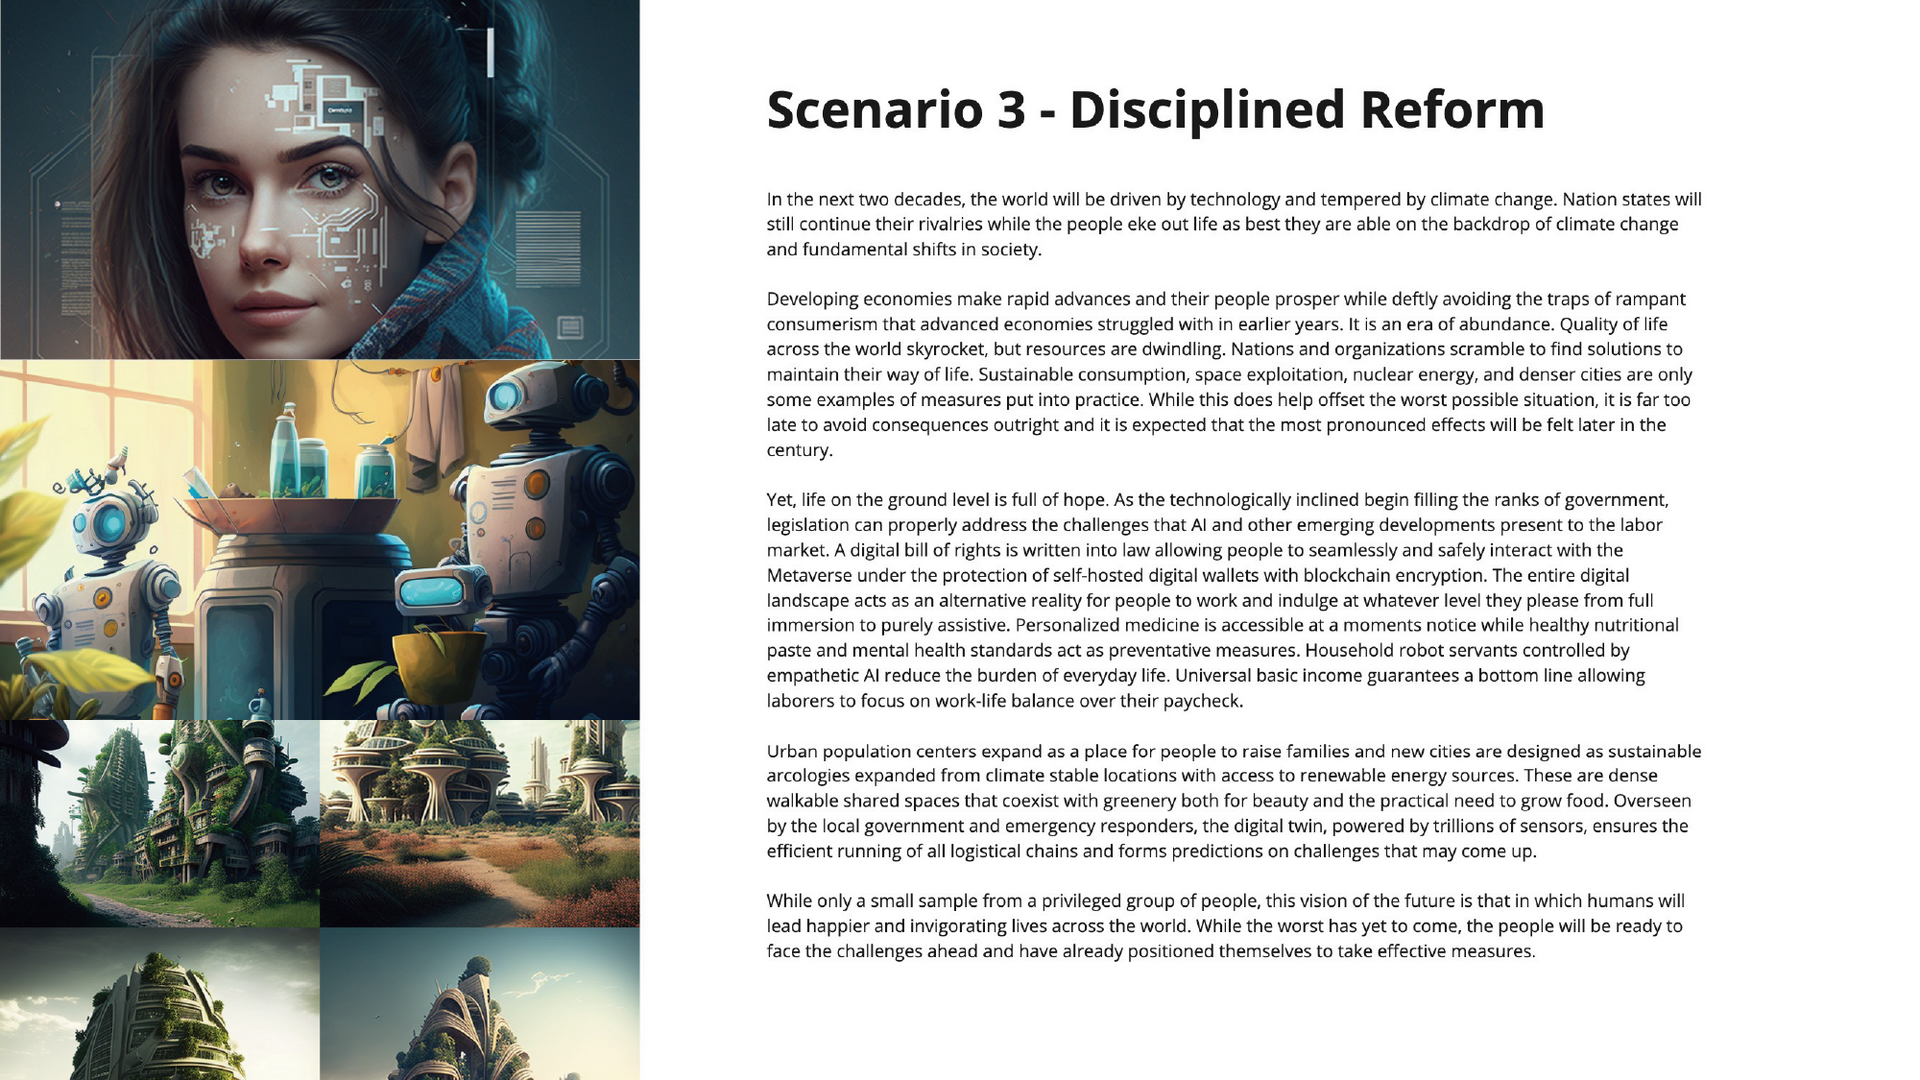 Scenario 3 - Disciplined Reform
In the next two decades, the world will be driven by technology and tempered by climate change. Nation states will
still continue their rivalries while the people eke out life as best they are able on the backdrop of climate change
and fundamental shifts in society.
Developing economies make rapid advances and their people prosper while deftly avoiding the traps of rampant
consumerism that advanced economies struggled with in earlier years. It is an era of abundance. Quality of life
across the world skyrocket, but resources are dwindling. Nations and organizations scramble to find solutions to
maintain their way of life. Sustainable consumption, space exploitation, nuclear energy, and denser cities are only
some examples of measures put into practice. While this does help offset the worst possible situation, it is far too
late to avoid consequences outright and it is expected that the most pronounced effects will be felt later in the
century.
Yet, life on the ground level is full of hope. As the technologically inclined begin filling the ranks of government,
legislation can properly address the challenges that AI and other emerging developments present to the labor
market. A digital bill of rights is written into law allowing people to seamlessly and safely interact with the
Metaverse under the protection of self-hosted digital wallets with blockchain encryption. The entire digital
landscape acts as an alternative reality for people to work and indulge at whatever level they please from full
immersion to purely assistive. Personalized medicine is accessible at a moments notice while healthy nutritional
paste and mental health standards act as preventative measures. Household robot servants controlled by
empathetic AI reduce the burden of everyday life. Universal basic income guarantees a bottom line allowing
laborers to focus on work-life balance over their paycheck.
Urban population centers expand as a place for people to raise families and new cities are designed as sustainable
arcologies expanded from climate stable locations with access to renewable energy sources. These are dense
walkable shared spaces that coexist with greenery both for beauty and the practical need to grow food. Overseen
by the local government and emergency responders, the digital twin, powered by trillions of sensors, ensures the
efficient running of all logistical chains and forms predictions on challenges that may come up.
While only a small sample from a privileged group of people, this vision of the future is that in which humans will
lead happier and invigorating lives across the world. While the worst has yet to come, the people will be ready to
face the challenges ahead and have already positioned themselves to take effective measures.